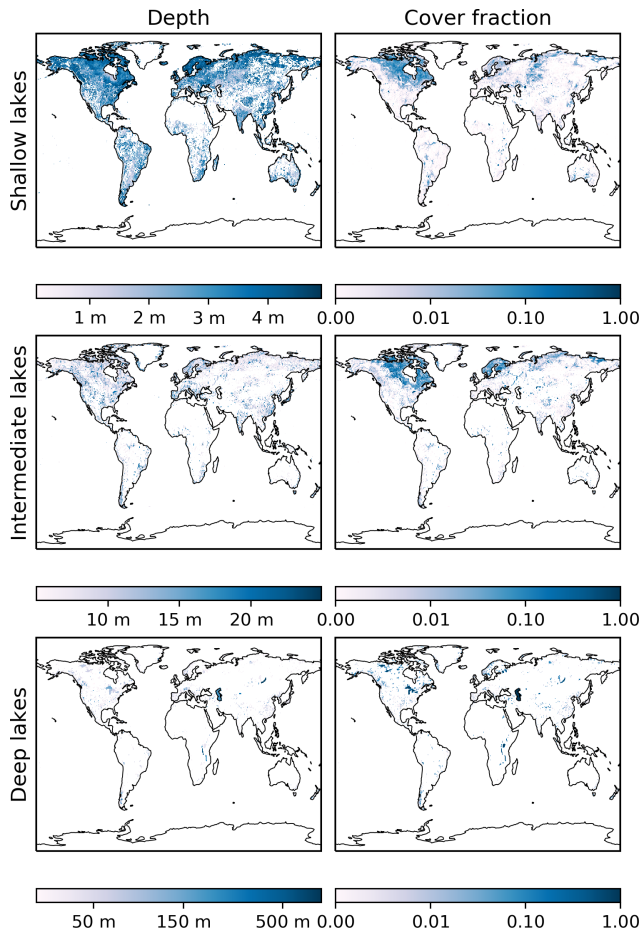 Depth Cover fraction
Shallow lakes
1 m 2 m 3 m 4 m 0.00 0.01 0.10 1.00
Intermediate lakes
10 m 15 m 20 m 0.00 0.01 0.10 1.00
Deep lakes
50 m 150 m 500 m 0.00 0.01 0.10 1.00